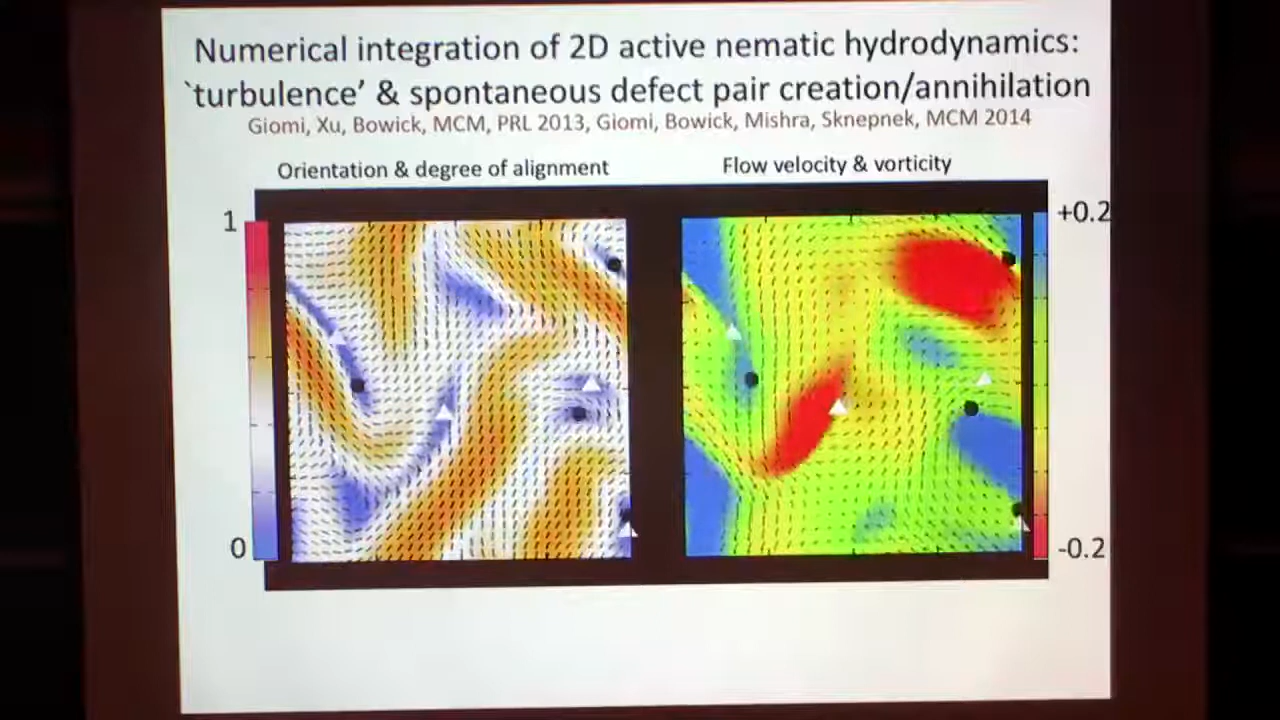 Numerical integration of 2D active nematic hydrodynamics:
`turbulence’ & spontaneous defect pair creation/annihilation
Giomi, Xu, Bowick, MCM, PRL 2013, Giomi, Bowick, Mishra, Sknepnek, MCM 2014
Orientation & degree of alignment
Flow velocity & vorticity
1
+0.2
0
-0.2